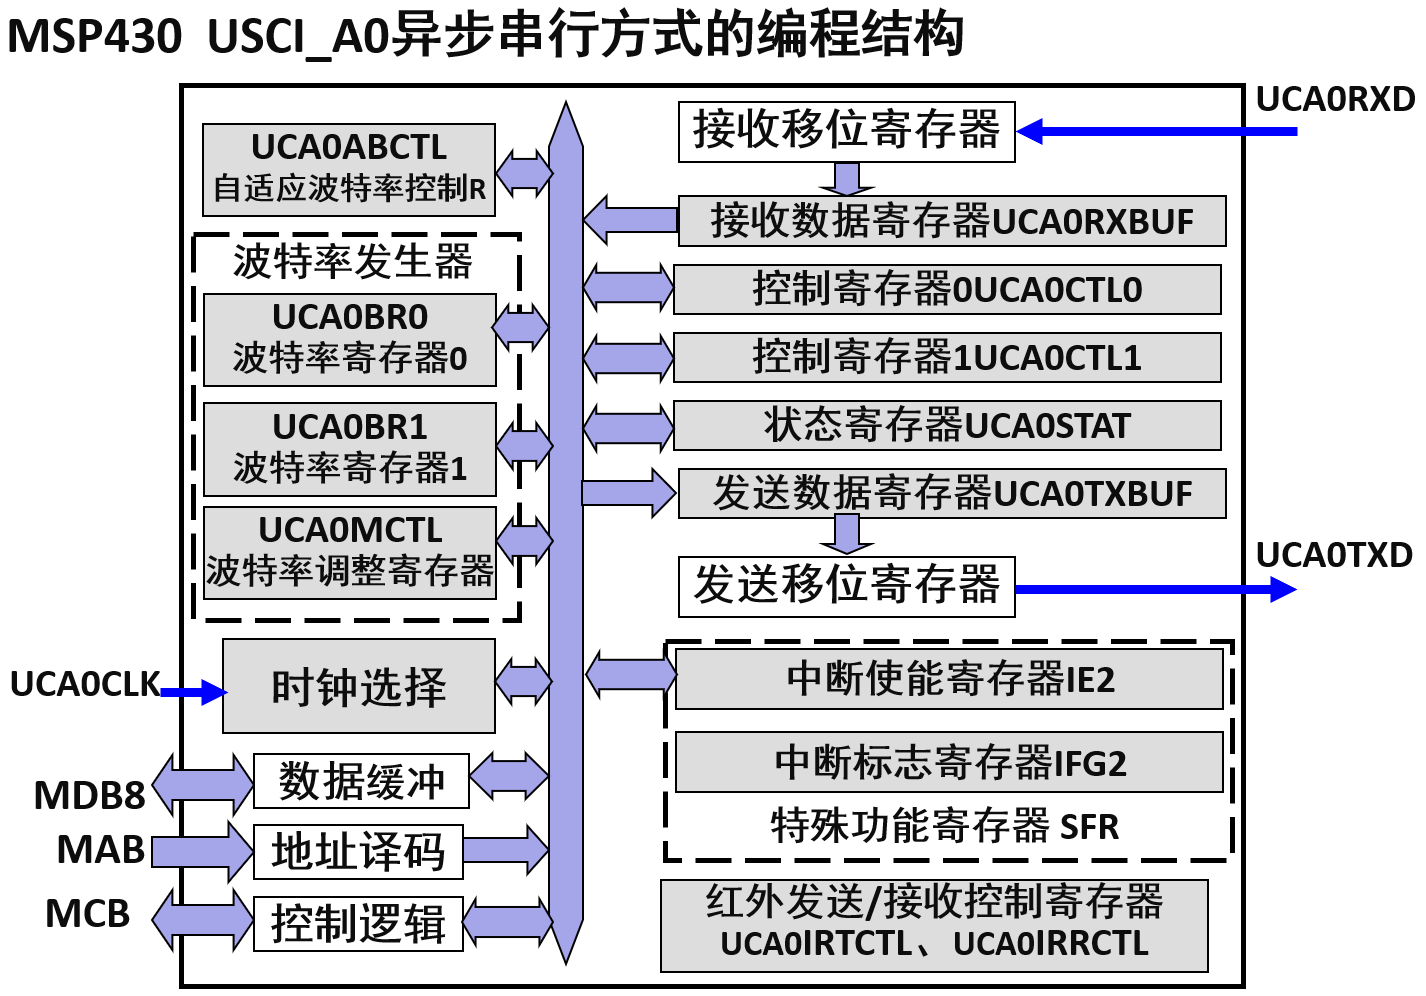 MSP430 USCI_A0异步串行方式的编程结构
UCA0RXD
接收移位寄存器
UCA0ABCTL
自适应波特率控制R
接收数据寄存器UCA0RXBUF
波特率发生器
控制寄存器0UCA0CTL0
UCA0BR0
波特率寄存器0
控制寄存器1UCA0CTL1
UCA0BR1
波特率寄存器1
状态寄存器UCA0STAT
发送数据寄存器UCA0TXBUF
UCA0MCTL
波特率调整寄存器
UCA0TXD
发送移位寄存器
UCA0CLK
时钟选择
中断使能寄存器IE2
中断标志寄存器IFG2
特殊功能寄存器 SFR
MDB8
数据缓冲
MAB
地址译码
MCB
控制逻辑
红外发送/接收控制寄存器
UCA0IRTCTL、UCA0IRRCTL